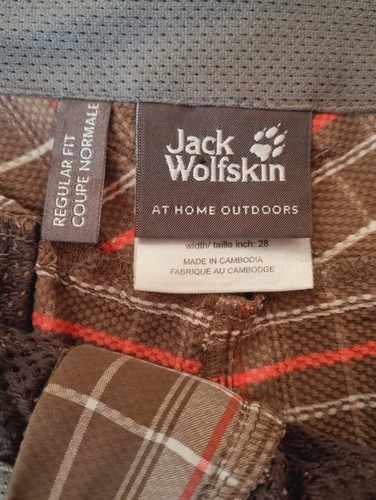 REGULAR FIT
COUPE NORMALE
Jack
Wolfskin
AT HOME OUTDOORS
width/ taille inch: 28
MADE IN CAMBODIA
FABRIQUÉ AU CAMBODGE